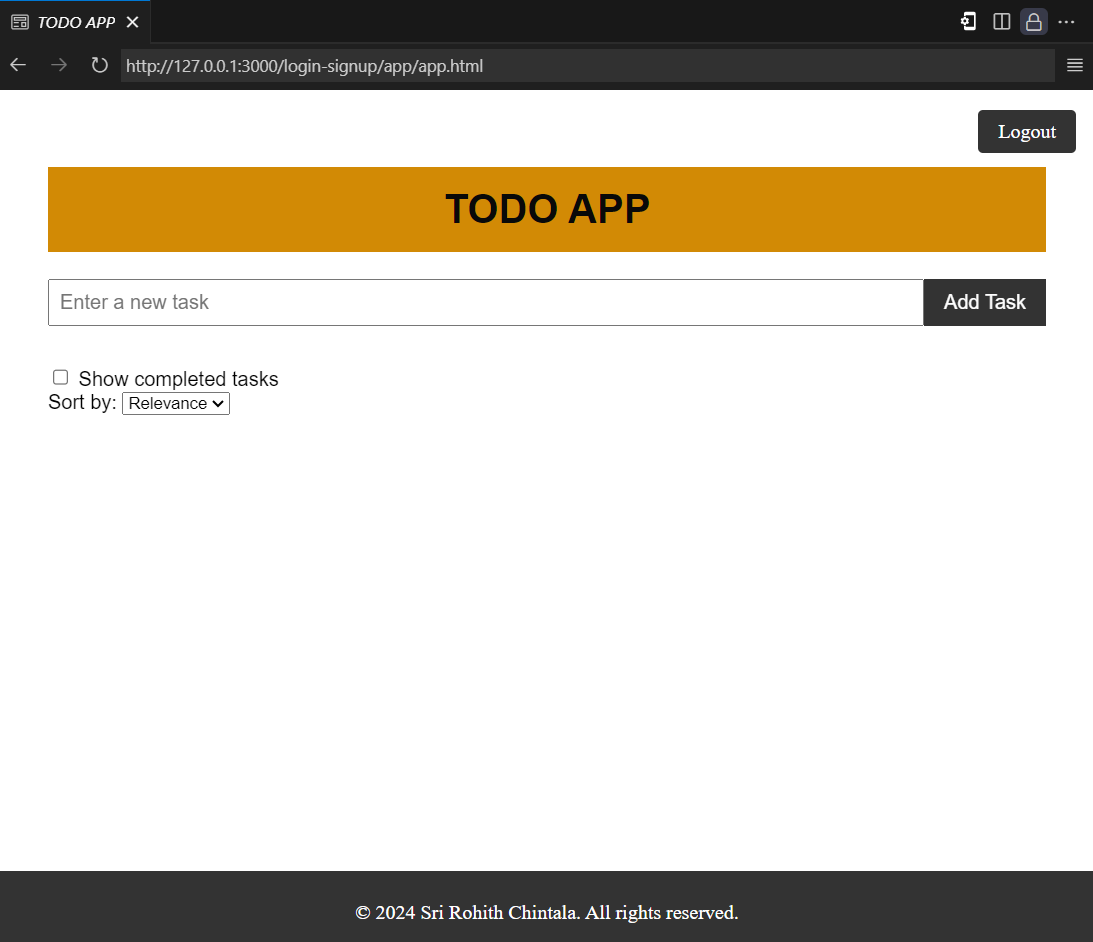 TODO APP
http://127.0.0.1:3000/login-signup/app/app.html
Logout
TODO APP
Enter a new task
Add Task
Show completed tasks
Sort by: Relevance
© 2024 Sri Rohith Chintala. All rights reserved.